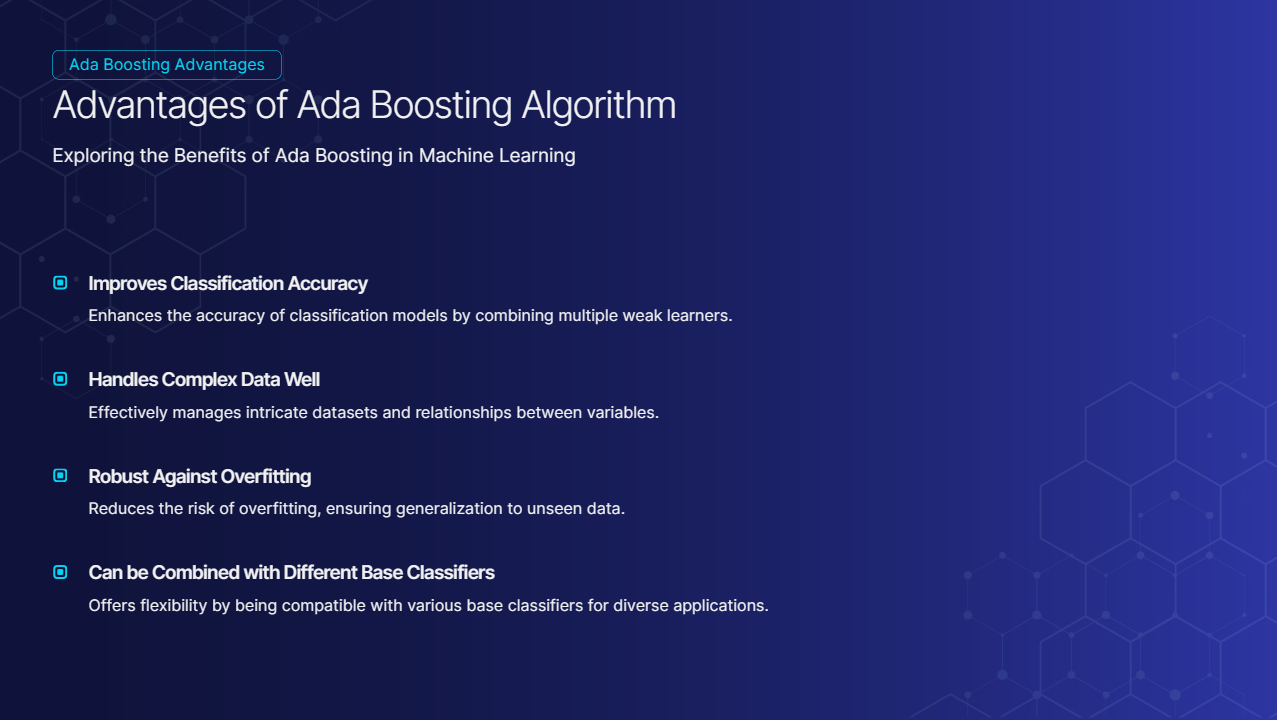 Ada Boosting Advantages
Advantages of Ada Boosting Algorithm
Exploring the Benefits of Ada Boosting in Machine Learning
Improves Classification Accuracy
Enhances the accuracy of classification models by combining multiple weak learners.
Handles Complex Data Well
Effectively manages intricate datasets and relationships between variables.
Robust Against Overfitting
Reduces the risk of overfitting, ensuring generalization to unseen data.
Can be Combined with Different Base Classifiers
Offers flexibility by being compatible with various base classifiers for diverse applications.